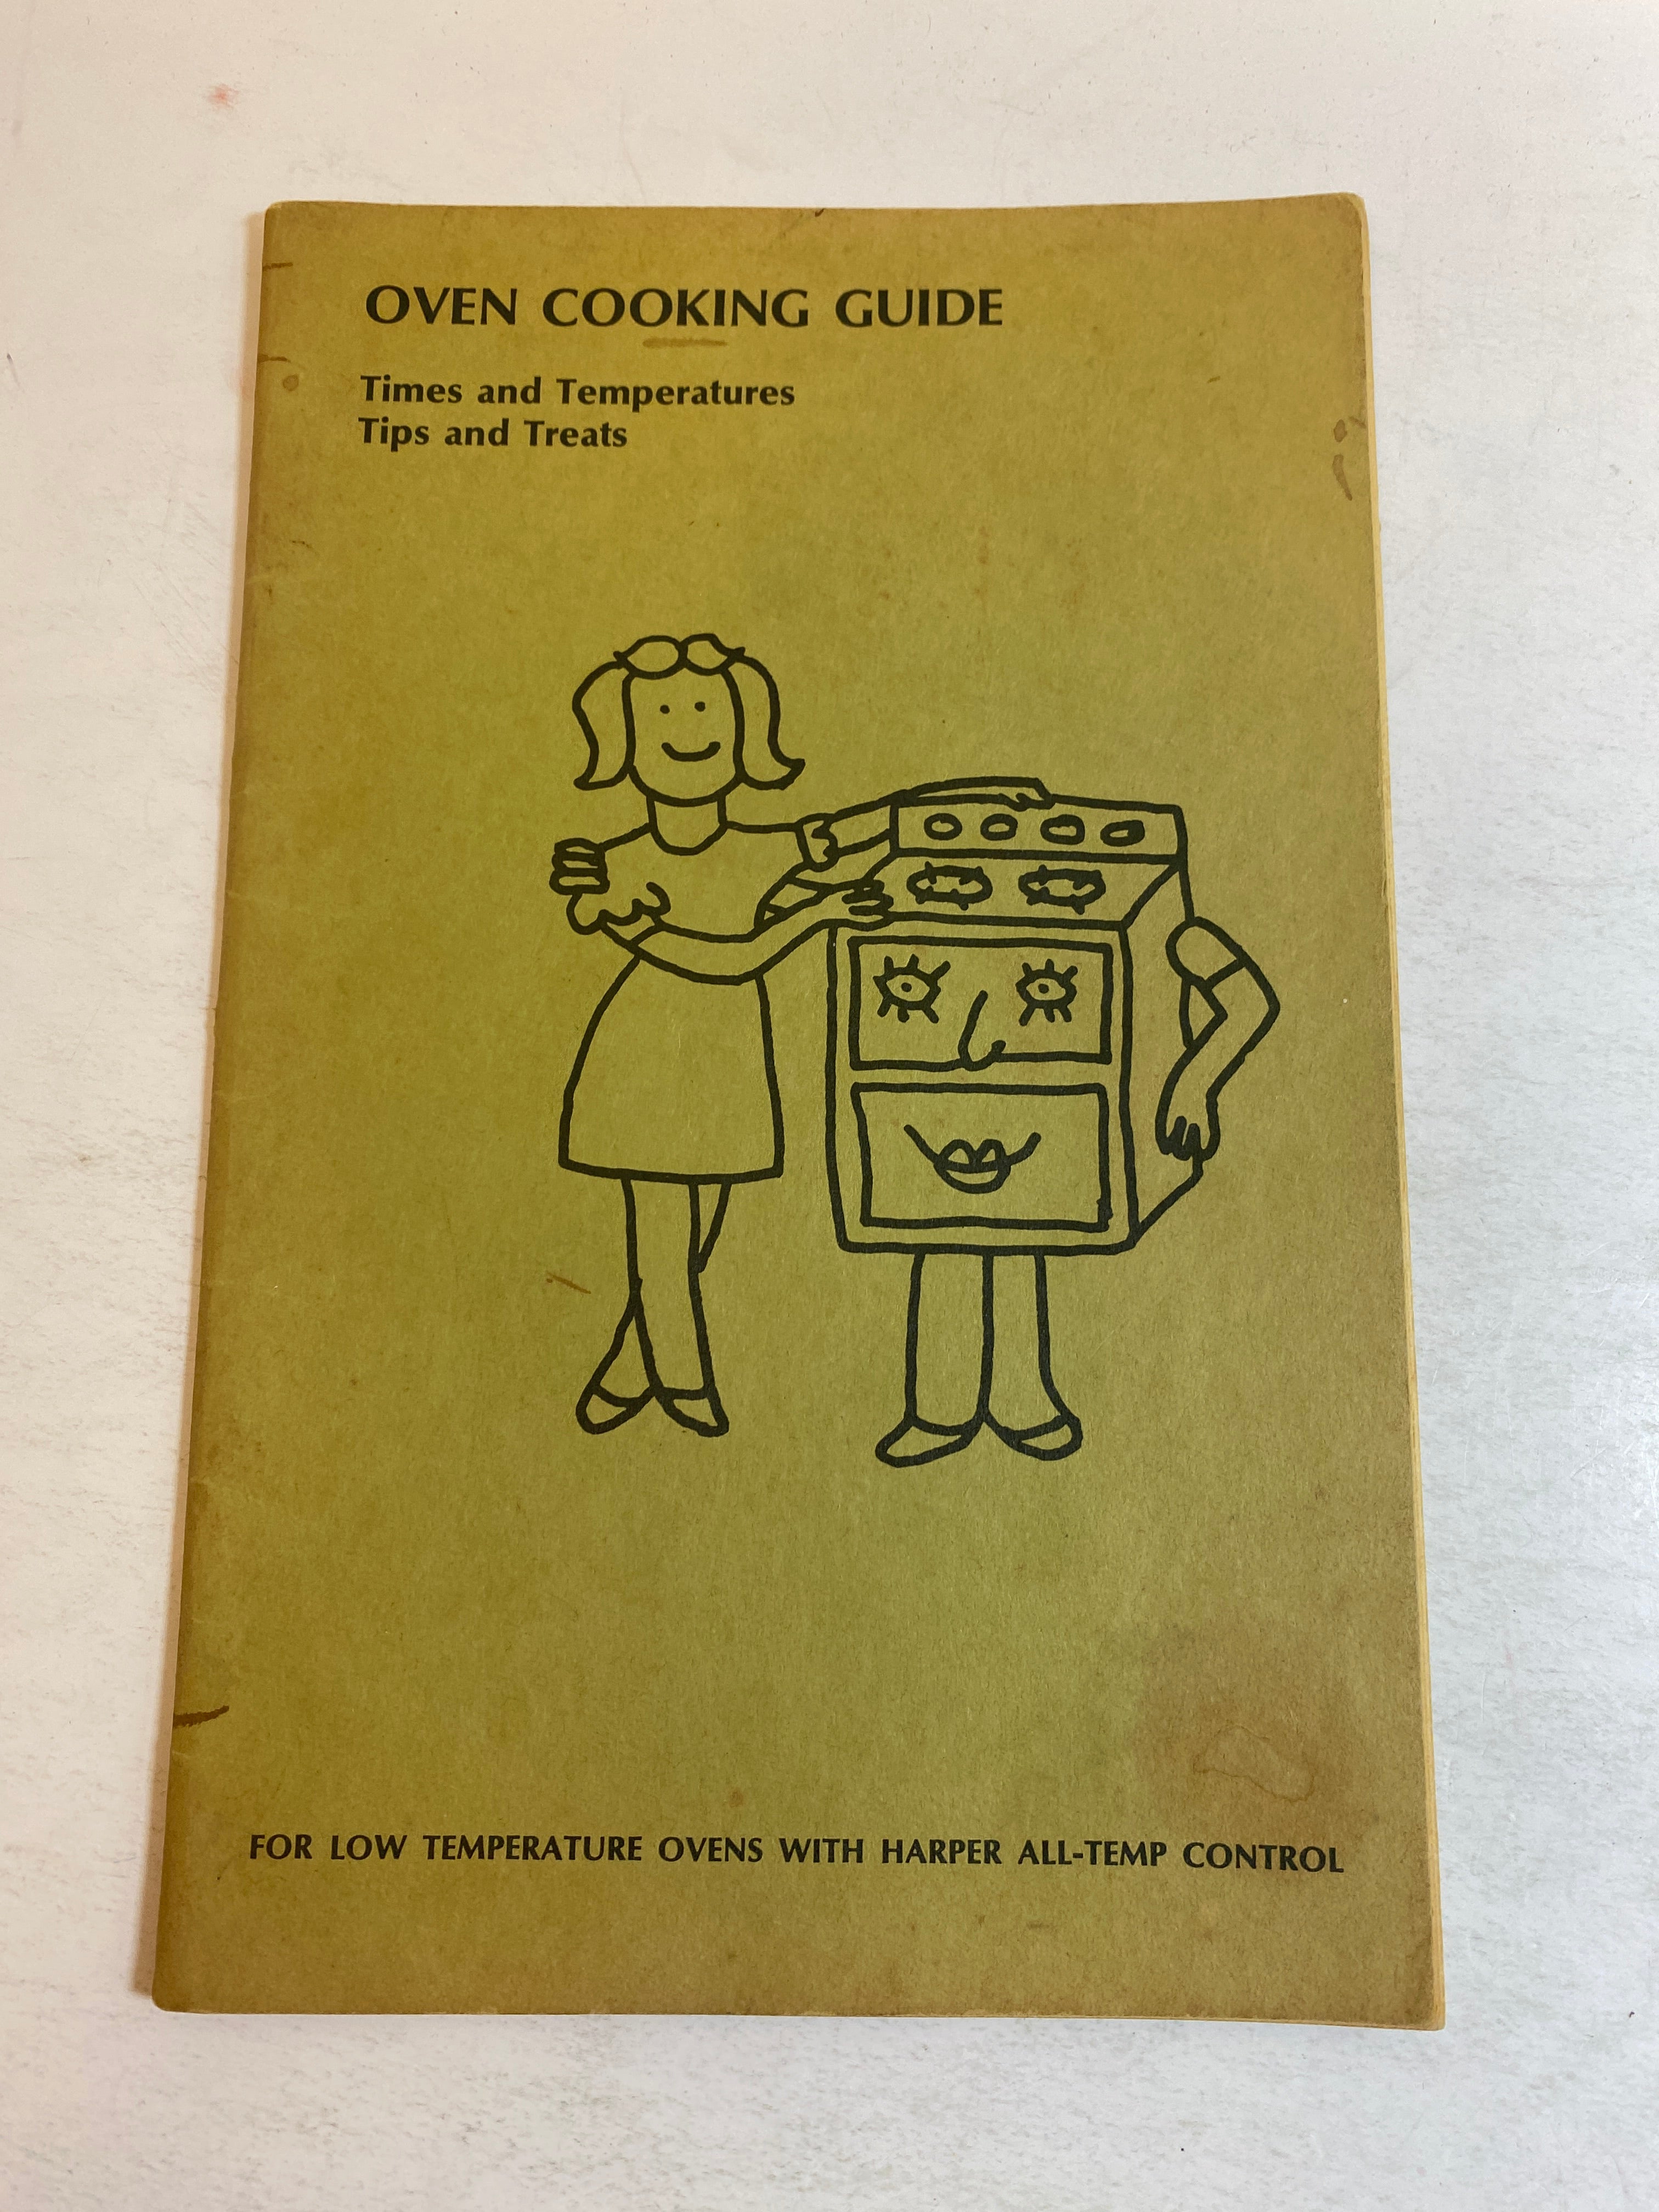 OVEN COOKING GUIDE
Times and Temperatures
Tips and Treats
FOR LOW TEMPERATURE OVENS WITH HARPER ALL-TEMP CONTROL